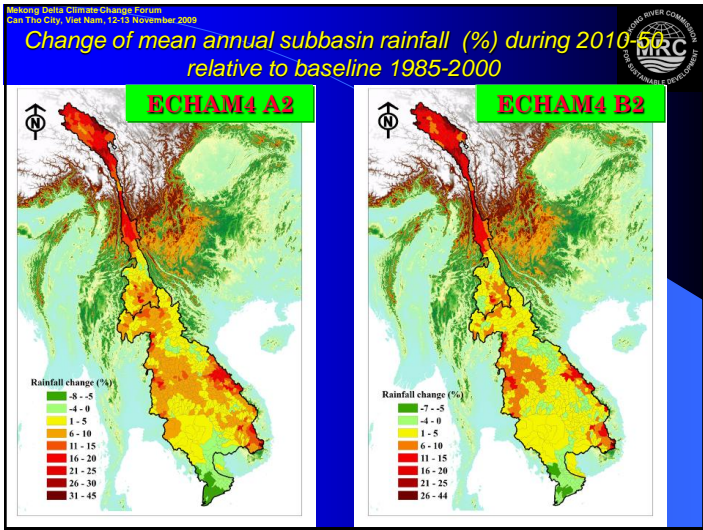 Mekong Delta Climate Change Forum
Can Tho City, Viet Nam, 12-13 November 2009
Change of mean annual subbasin rainfall (%) during 2010-50
relative to baseline 1985-2000
MEKONG RIVER COMMISSION
MRC
FOR SUSTAINABLE DEVELOPMENT
ECHAM4 A2
N
Rainfall change (%)
-8 - -5
-4 - 0
1 - 5
6 - 10
11 - 15
16 - 20
21 - 25
26 - 30
31 - 45
ECHAM4 B2
N
Rainfall change (%)
-7 - -5
-4 - 0
1 - 5
6 - 10
11 - 15
16 - 20
21 - 25
26 - 44